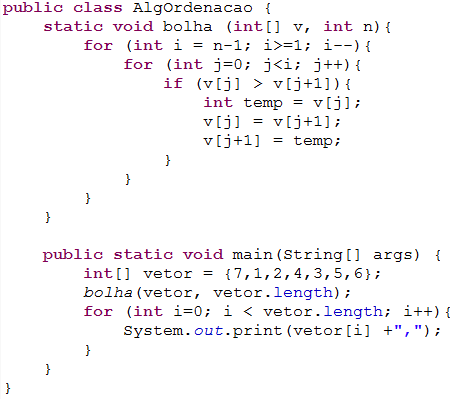 public class AlgOrdenacao {
    static void bolha (int[] v, int n){
        for (int i = n-1; i>=1; i--){
            for (int j=0; j<i; j++){
                if (v[j] > v[j+1]){
                    int temp = v[j];
                    v[j] = v[j+1];
                    v[j+1] = temp;
                }
            }
        }
    }

    public static void main(String[] args) {
        int[] vetor = {7,1,2,4,3,5,6};
        bolha(vetor, vetor.length);
        for (int i=0; i < vetor.length; i++){
            System.out.print(vetor[i] +",");
        }
    }
}